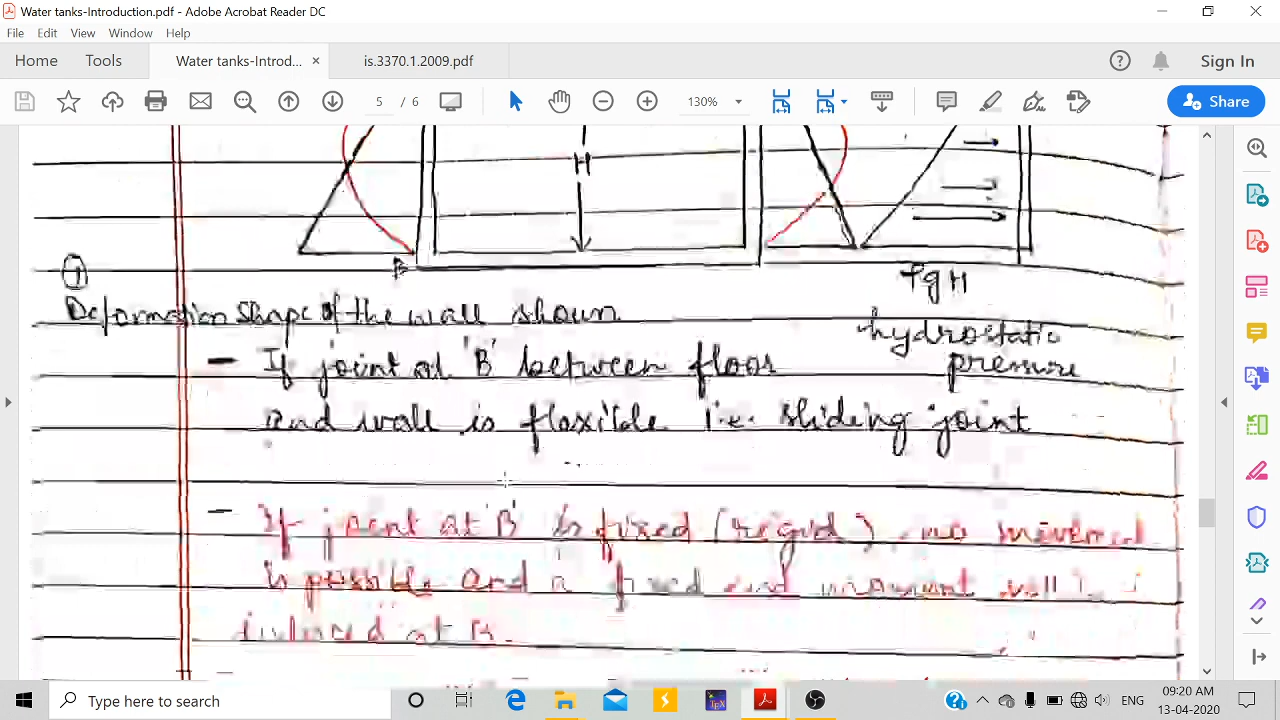 Water tanks-Introduction.pdf - Adobe Acrobat Reader DC
File Edit View Window Help
Home Tools Water tanks-Introd... × is.3370.1.2009.pdf Sign In
5 / 6 130% Share
H
B
ρgH
①
Deformation shape of the wall shown
hydrostatic
pressure
- If joint at 'B' between floor
and wall is flexible i.e. sliding joint
- If joint at 'B' is fixed (rigid), no movement
is possible and a fixed end moment will be
induced at B.
Type here to search
ENG
09:20 AM
13-04-2020